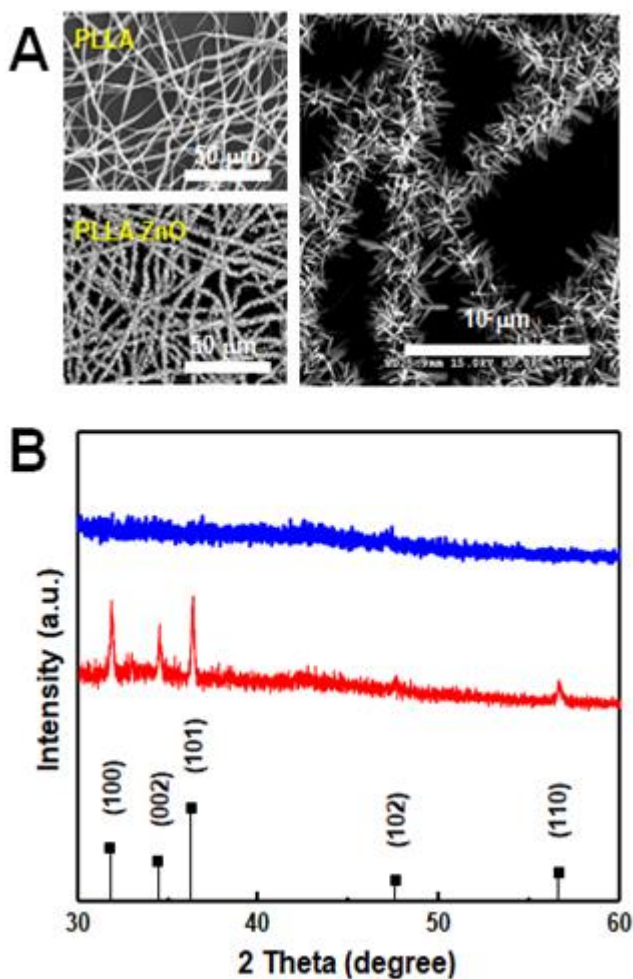 A
PLLA
50 μm
PLLA ZnO
50 μm
10 μm
B
Intensity (a.u.)
(100)
(002)
(101)
(102)
(110)
30
40
50
60
2 Theta (degree)